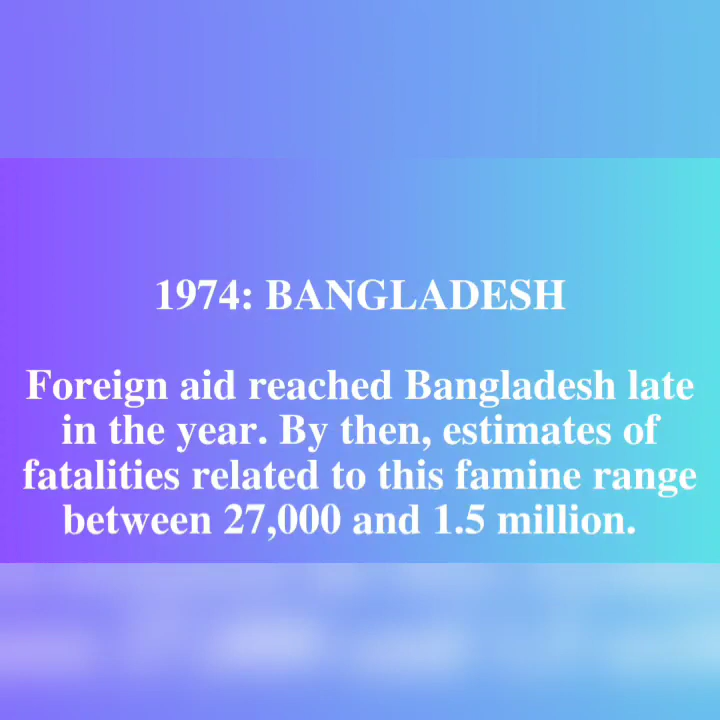 1974: BANGLADESH
Foreign aid reached Bangladesh late
in the year. By then, estimates of
fatalities related to this famine range
between 27,000 and 1.5 million.